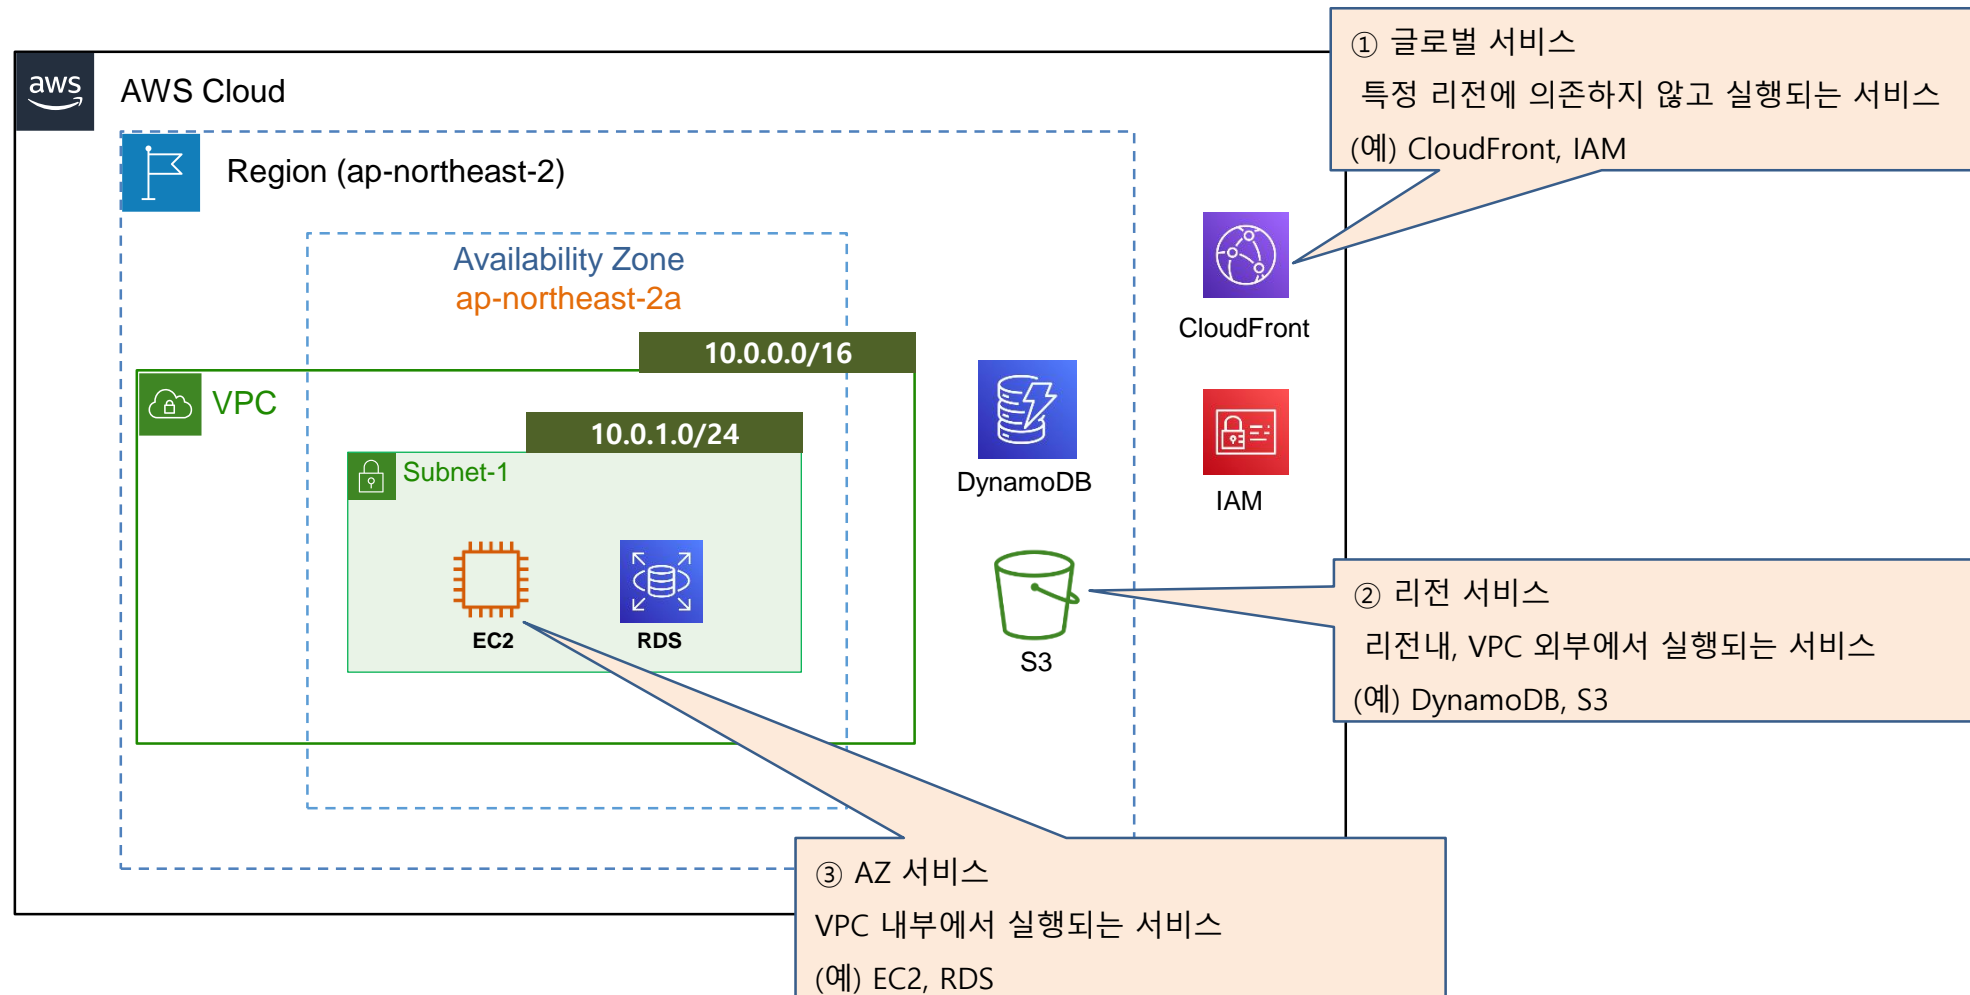 ① 글로벌 서비스
특정 리전에 의존하지 않고 실행되는 서비스
(예) CloudFront, IAM
aws
AWS Cloud
Region (ap-northeast-2)
Availability Zone
ap-northeast-2a
CloudFront
10.0.0.0/16
VPC
10.0.1.0/24
Subnet-1
DynamoDB
IAM
EC2
RDS
S3
② 리전 서비스
리전내, VPC 외부에서 실행되는 서비스
(예) DynamoDB, S3
③ AZ 서비스
VPC 내부에서 실행되는 서비스
(예) EC2, RDS